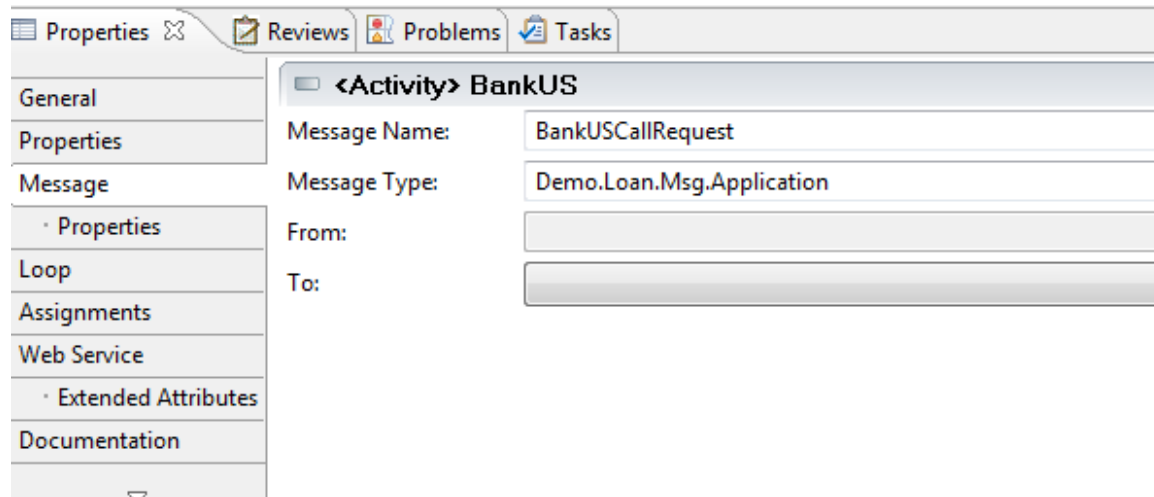 Properties Reviews Problems Tasks
<Activity> BankUS
General
Properties
Message
Properties
Loop
Assignments
Web Service
Extended Attributes
Documentation
Message Name: BankUSCallRequest
Message Type: Demo.Loan.Msg.Application
From:
To: